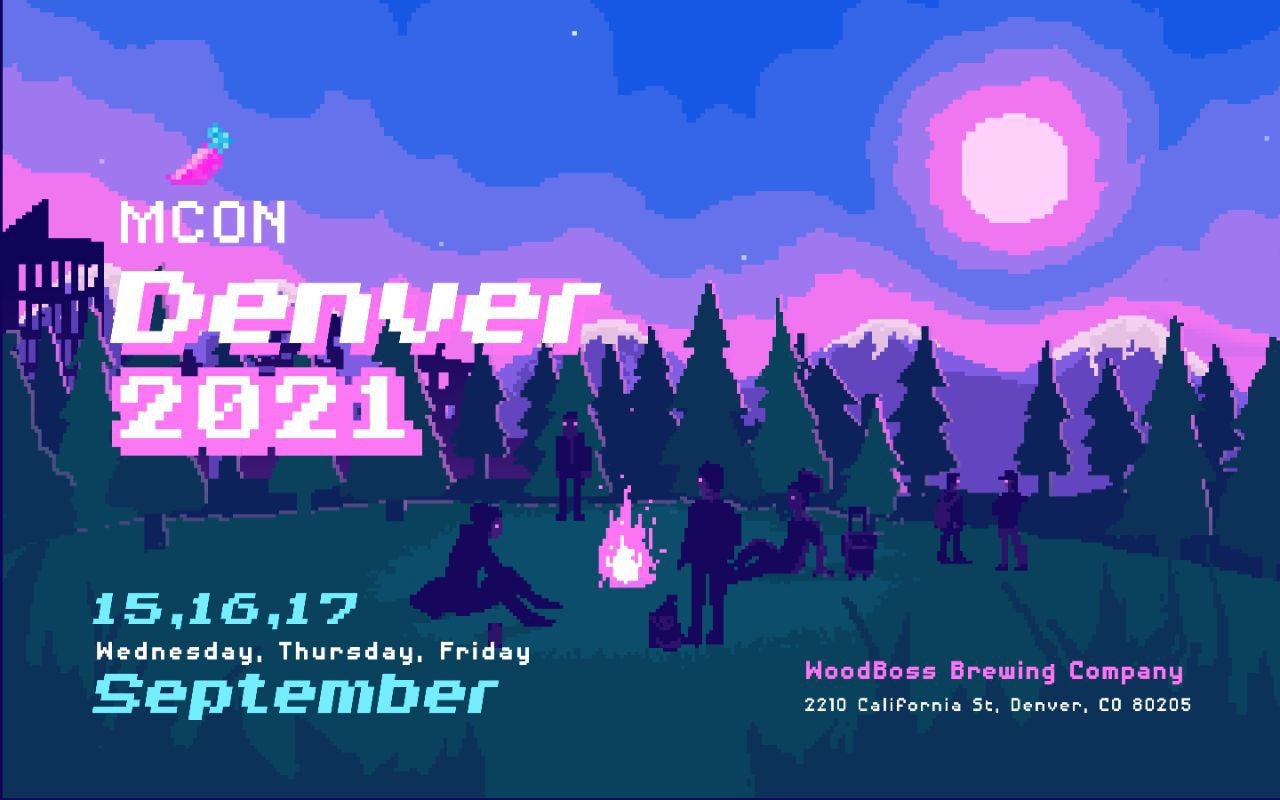 MCON
Denver
2021
15,16,17
Wednesday, Thursday, Friday
September
WoodBoss Brewing Company
2210 California St, Denver, CO 80205